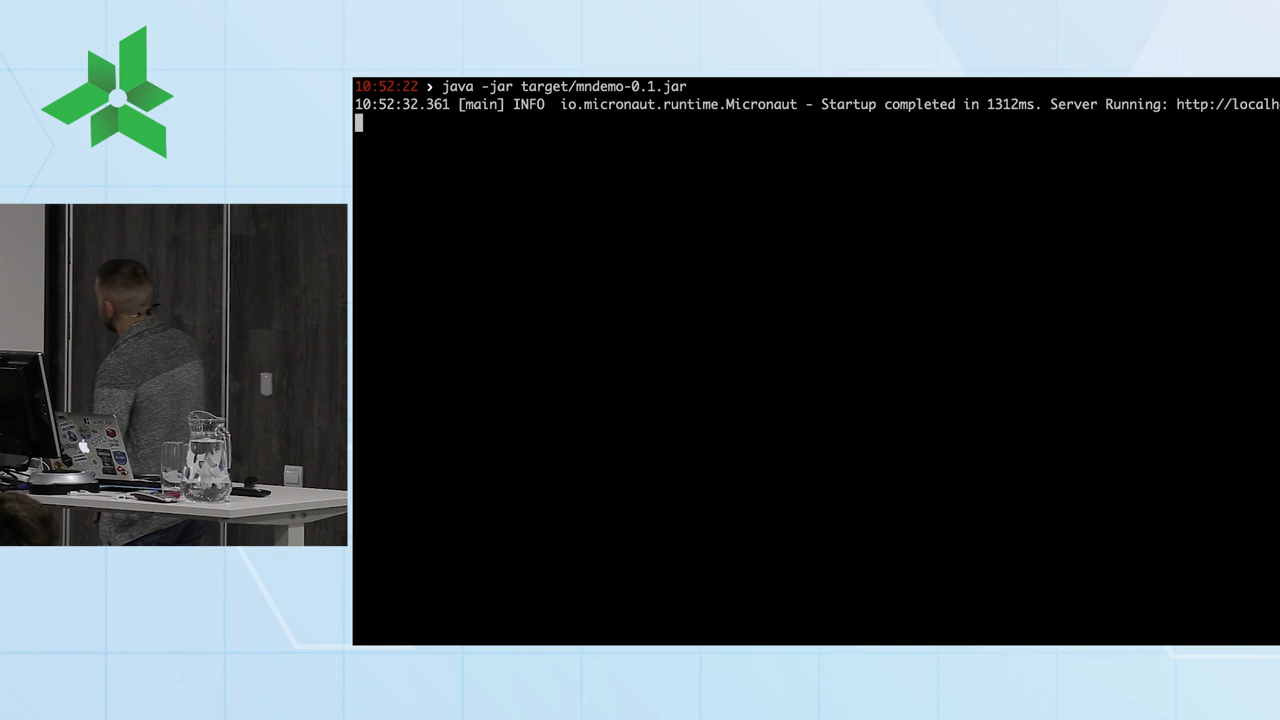 10:52:22 › java -jar target/mndemo-0.1.jar
10:52:32.361 [main] INFO  io.micronaut.runtime.Micronaut - Startup completed in 1312ms. Server Running: http://localh